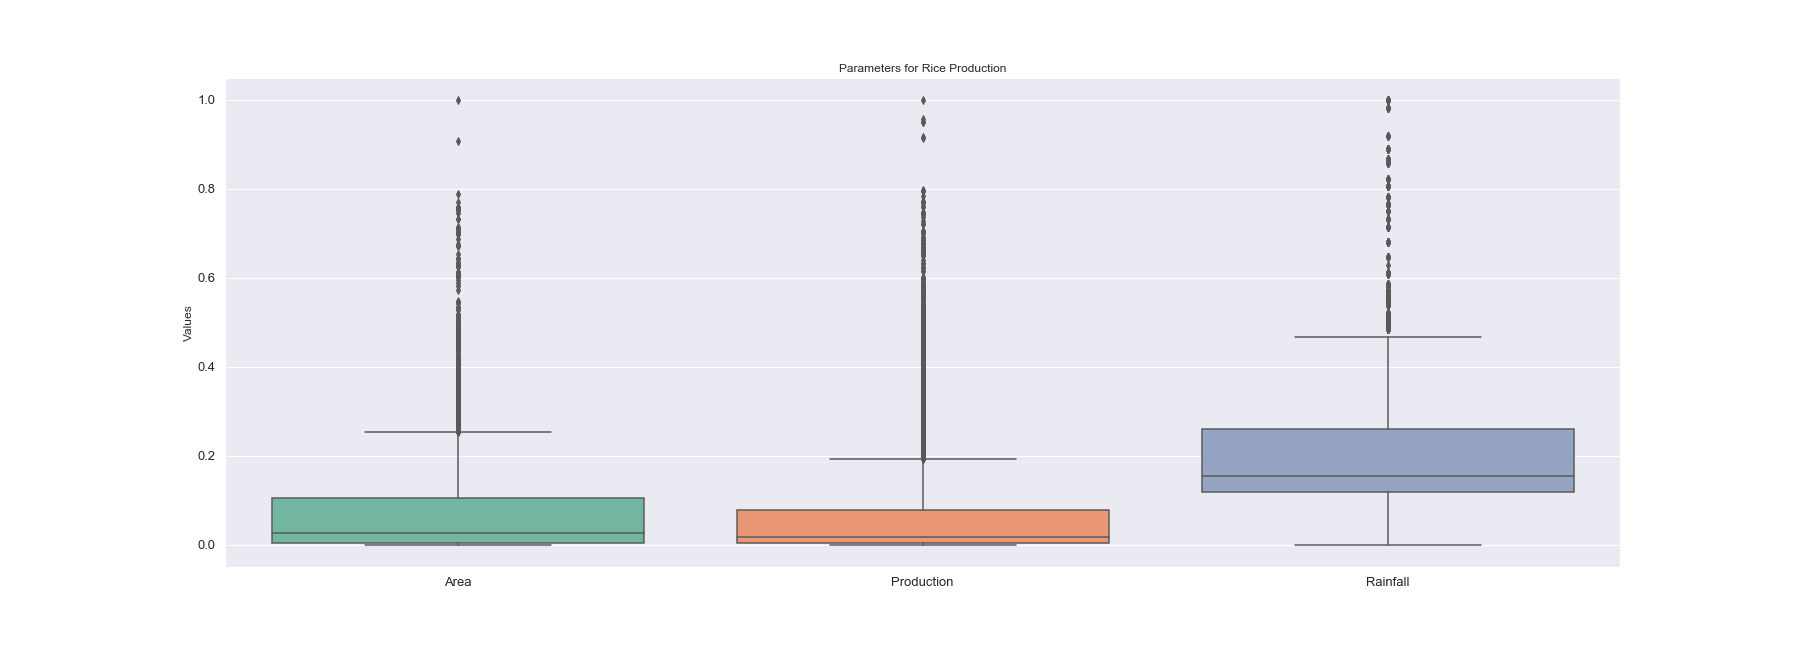 Parameters for Rice Production
1.0
0.8
0.6
0.4
0.2
0.0
Values
Area
Production
Rainfall